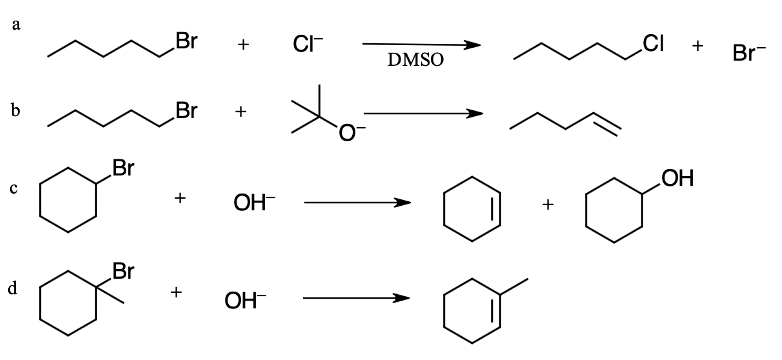 a Br + Cl⁻ DMSO Cl + Br⁻
b Br + O⁻
c Br + OH⁻ + OH
d Br + OH⁻